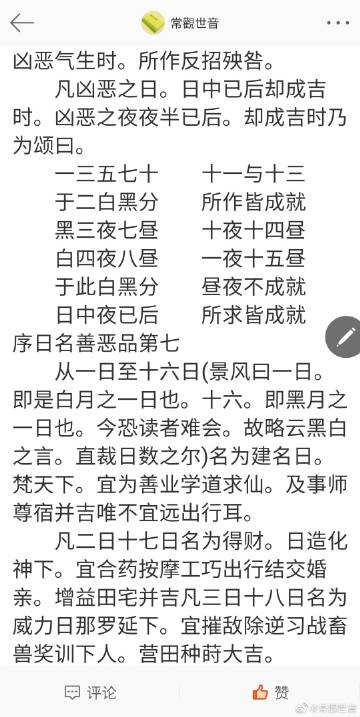 常觀世音
凶恶气生时。所作反招殃咎。
凡凶恶之日。日中已后却成吉
时。凶恶之夜夜半已后。却成吉时乃
为颂曰。
一三五七十 十一与十三
于二白黑分 所作皆成就
黑三夜七昼 十夜十四昼
白四夜八昼 一夜十五昼
于此白黑分 昼夜不成就
日中夜已后 所求皆成就
序日名善恶品第七
从一日至十六日(景风曰一日。
即是白月之一日也。十六。即黑月之
一日也。今恐读者难会。故略云黑白
之言。直裁日数之尔)名为建名日。
梵天下。宜为善业学道求仙。及事师
尊宿并吉唯不宜远出行耳。
凡二日十七日名为得财。日造化
神下。宜合药按摩工巧出行结交婚
亲。增益田宅并吉凡三日十八日名为
威力日那罗延下。宜摧敌除逆习战畜
兽奖训下人。营田种莳大吉。
评论 赞
@常觀世音